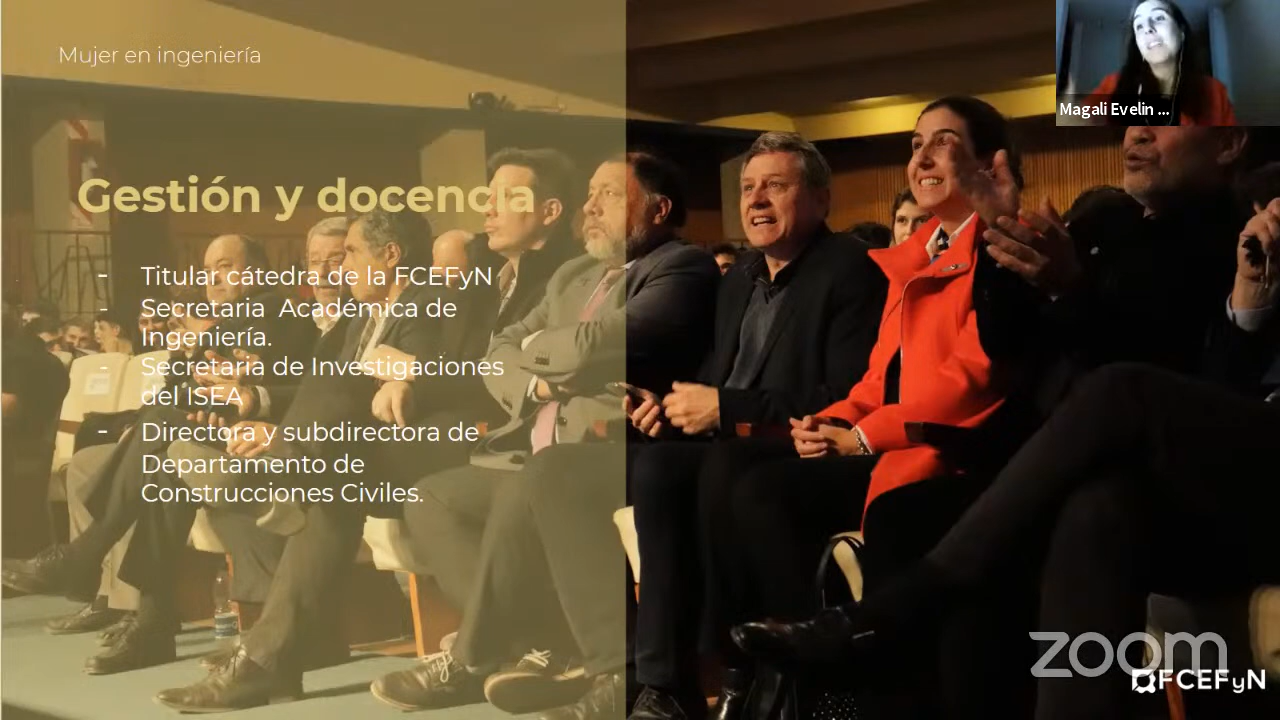 Mujer en ingeniería
Magali Evelin ...
Gestión y docencia
- Titular cátedra de la FCEFyN
- Secretaria Académica de
Ingeniería.
- Secretaria de Investigaciones
del ISEA
- Directora y subdirectora de
Departamento de
Construcciones Civiles.
zoom
FCEFyN